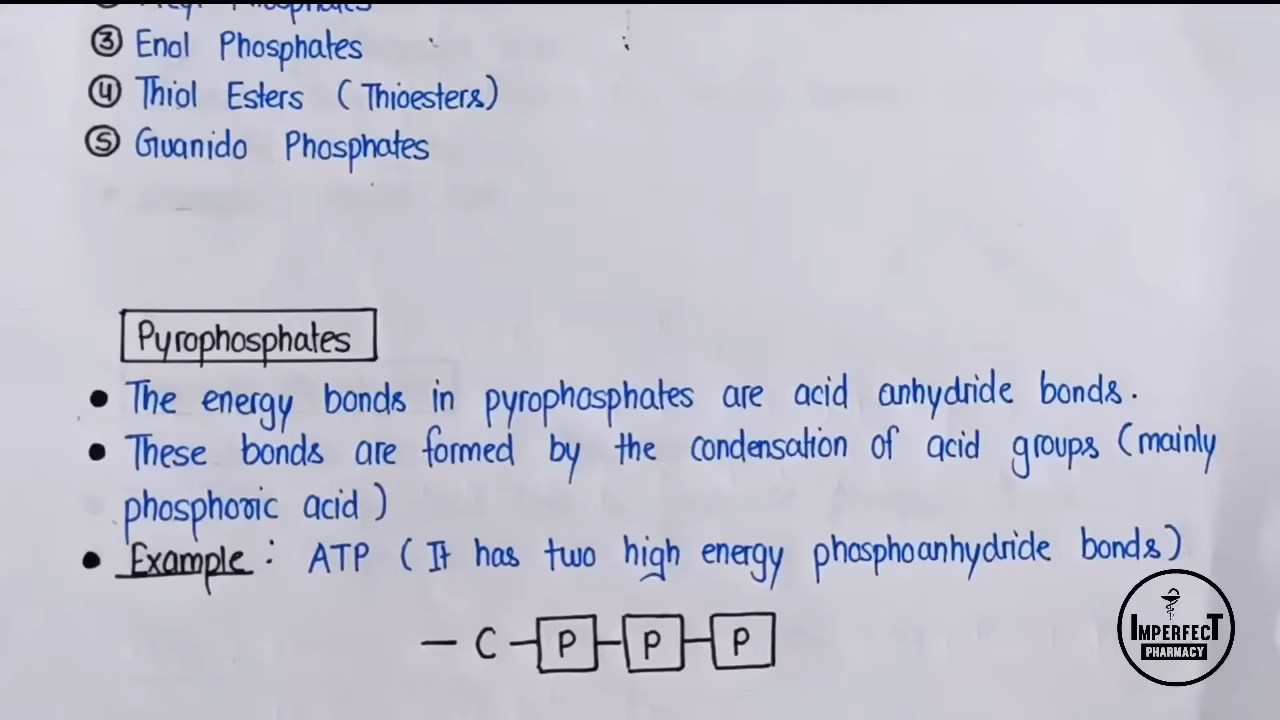 ③ Enol Phosphates
④ Thiol Esters (Thioesters)
⑤ Guanido Phosphates
Pyrophosphates
• The energy bonds in pyrophosphates are acid anhydride bonds.
• These bonds are formed by the condensation of acid groups (mainly
phosphoric acid)
• Example: ATP (It has two high energy phosphoanhydride bonds)
— C — P — P — P
IMPERFECT
PHARMACY